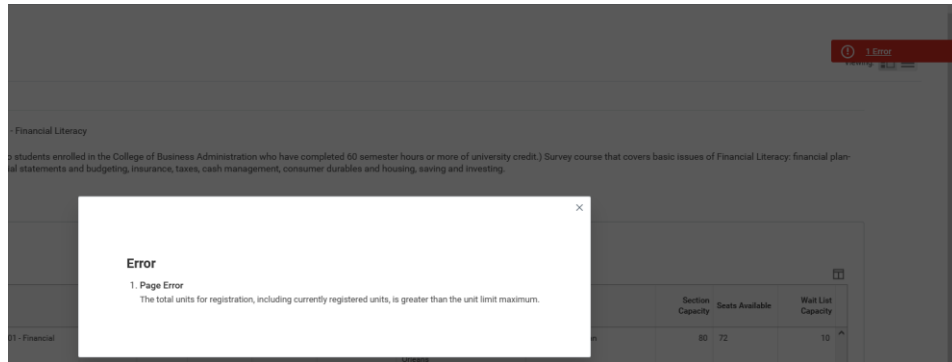 1 Error
Viewing:
- Financial Literacy
o students enrolled in the College of Business Administration who have completed 60 semester hours or more of university credit.) Survey course that covers basic issues of Financial Literacy: financial plan-
ial statements and budgeting, insurance, taxes, cash management, consumer durables and housing, saving and investing.
Error
1. Page Error
The total units for registration, including currently registered units, is greater than the unit limit maximum.
Section Capacity
Seats Available
Wait List Capacity
01 - Financial
80
72
10